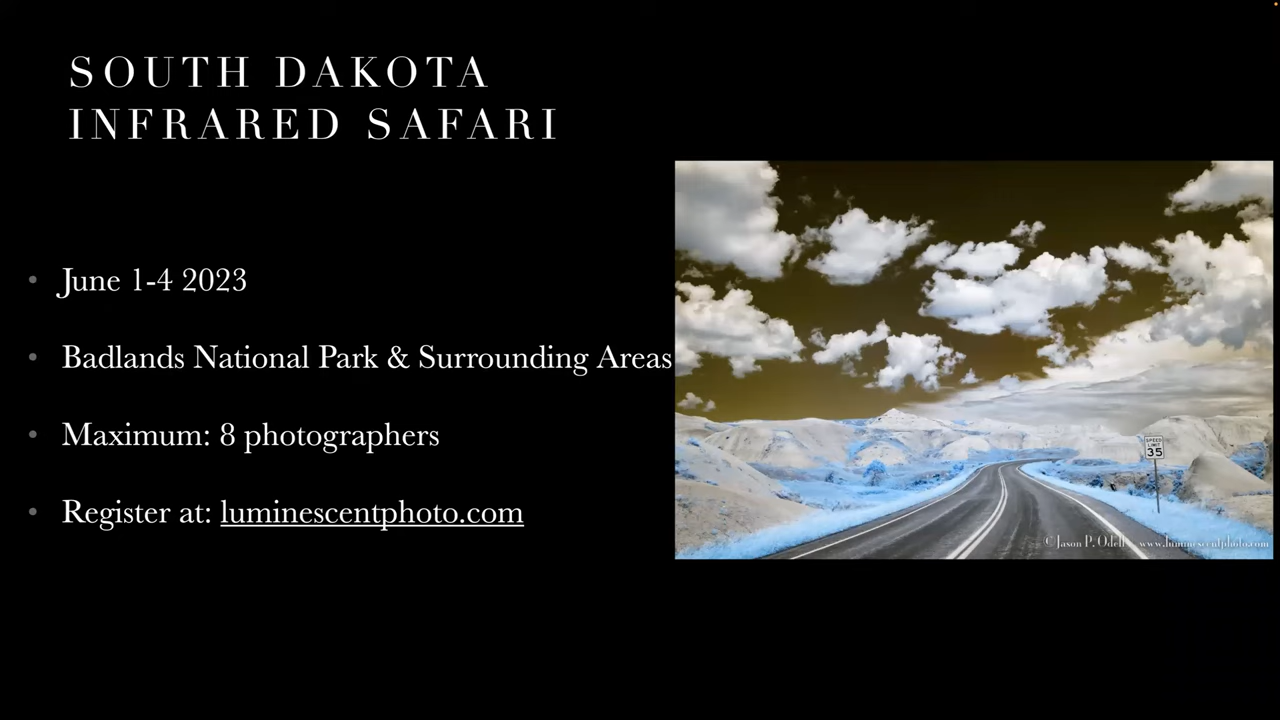 SOUTH DAKOTA
INFRARED SAFARI
• June 1-4 2023
• Badlands National Park & Surrounding Areas
• Maximum: 8 photographers
• Register at: luminescentphoto.com
SPEED
LIMIT
35
©Jason P. Odell - www.luminescentphoto.com